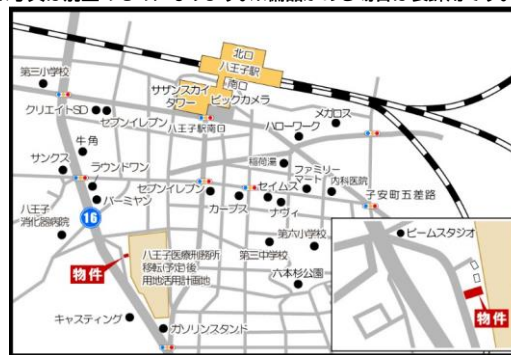 北口
八王子駅
南口
第三小学校
サザンスカイ
タワー
ビックカメラ
クリエイトSD
セブンイレブン
八王子駅南口
メガロス
ハローワーク
牛角
サンクス
ラウンドワン
稲荷湯
ファミリー
マート
内科医院
子安町五差路
バーミヤン
セブンイレブン
カーブス
セイムス
ナヴィ
16
八王子
消化器病院
第六小学校
第三中学校
物件
八王子医療刑務所
移転(予定)後
用地活用計画地
六本杉公園
キャスティング
ガソリンスタンド
ビームスタジオ
物件